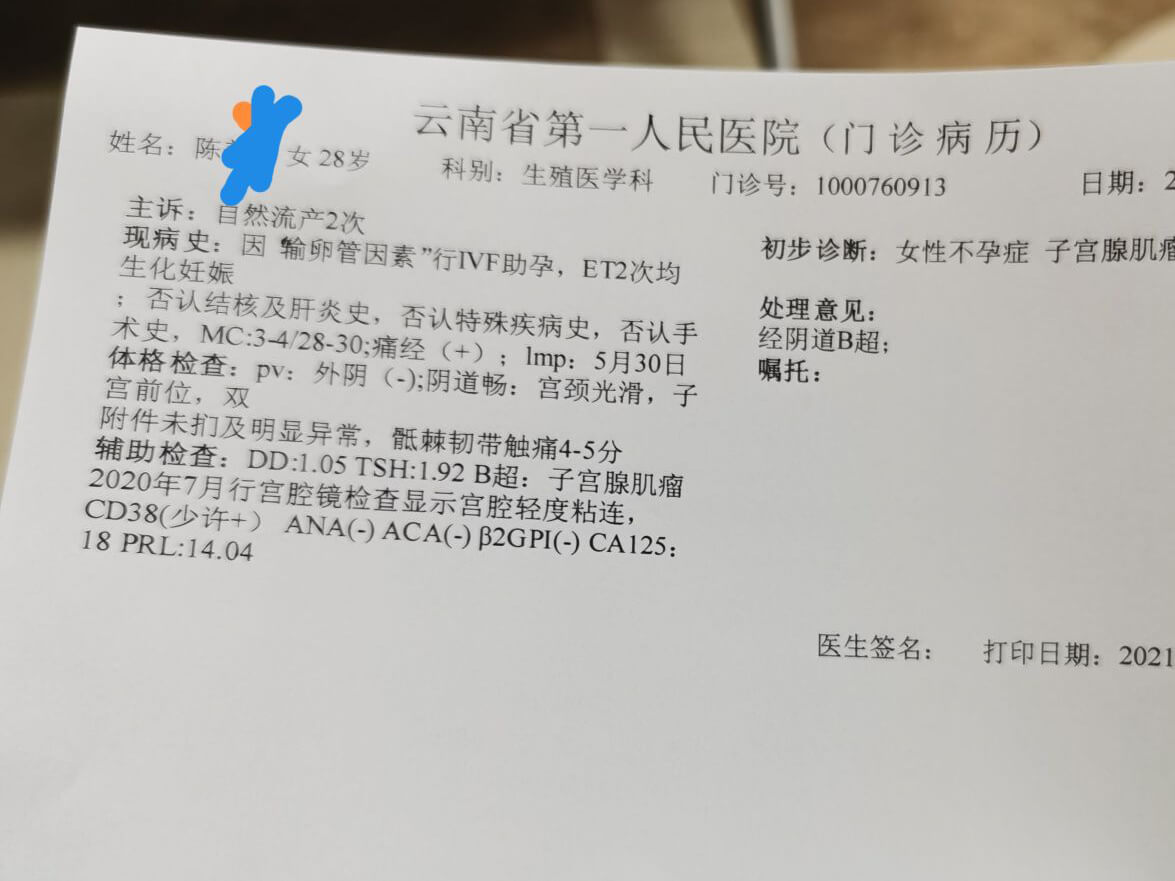 云南省第一人民医院（门诊病历）
姓名：陈 女 28岁 科别：生殖医学科 门诊号：1000760913 日期：2
主诉：自然流产2次
现病史：因"输卵管因素"行IVF助孕，ET2次均
生化妊娠
；否认结核及肝炎史，否认特殊疾病史，否认手
术史，MC:3-4/28-30;痛经（+）；lmp：5月30日
体格检查：pv：外阴（-);阴道畅：宫颈光滑，子
宫前位，双
附件未扪及明显异常，骶棘韧带触痛4-5分
辅助检查：DD:1.05 TSH:1.92 B超：子宫腺肌瘤
2020年7月行宫腔镜检查显示宫腔轻度粘连，
CD38(少许+） ANA(-) ACA(-) β2GPI(-) CA125：
18 PRL:14.04
初步诊断：女性不孕症 子宫腺肌瘤
处理意见：
经阴道B超;
嘱托：
医生签名： 打印日期：2021